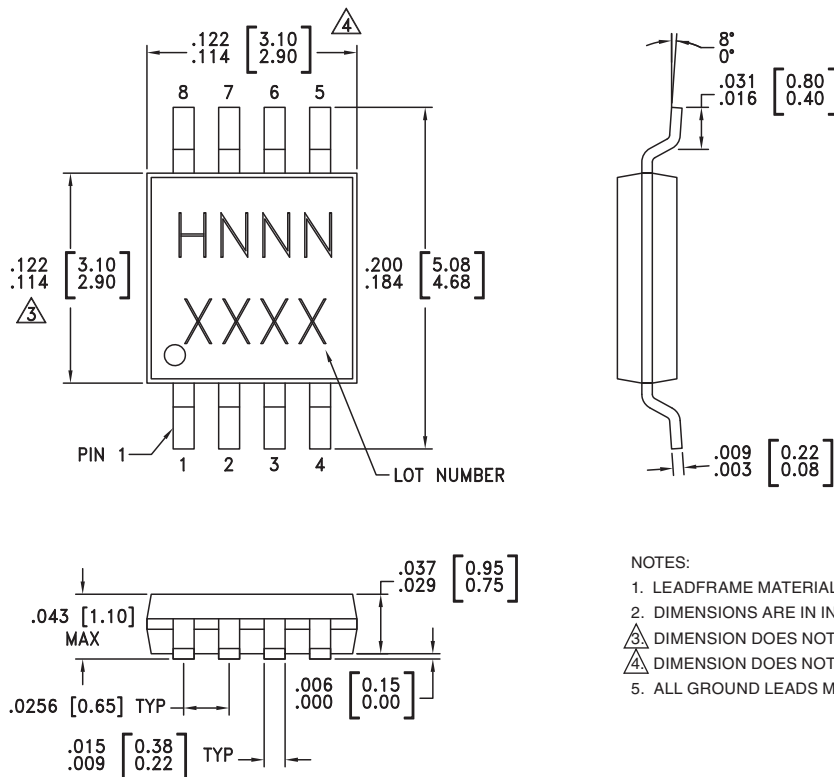 .122 [3.10]
.114 [2.90]
4
8 7 6 5
8°
0°
.031 [0.80]
.016 [0.40]
HNNN
XXXX
.122 [3.10]
.114 [2.90]
3
.200 [5.08]
.184 [4.68]
PIN 1
1 2 3 4
LOT NUMBER
.009 [0.22]
.003 [0.08]
.043 [1.10]
MAX
.037 [0.95]
.029 [0.75]
.0256 [0.65] TYP
.006 [0.15]
.000 [0.00]
.015 [0.38]
.009 [0.22]
TYP
NOTES:
1. LEADFRAME MATERIAL
2. DIMENSIONS ARE IN IN
3. DIMENSION DOES NOT
4. DIMENSION DOES NOT
5. ALL GROUND LEADS M